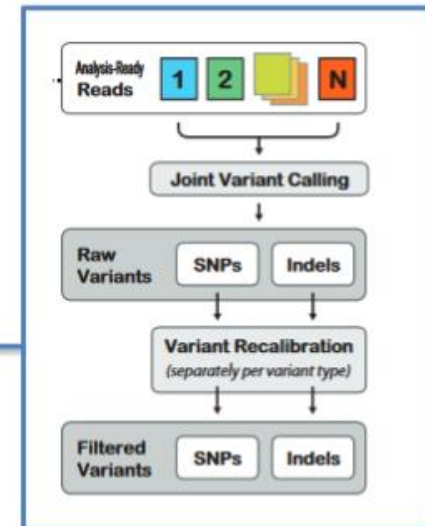 Analysis-Ready
Reads 1 2 N
Joint Variant Calling
Raw
Variants
SNPs Indels
Variant Recalibration
(separately per variant type)
Filtered
Variants
SNPs Indels